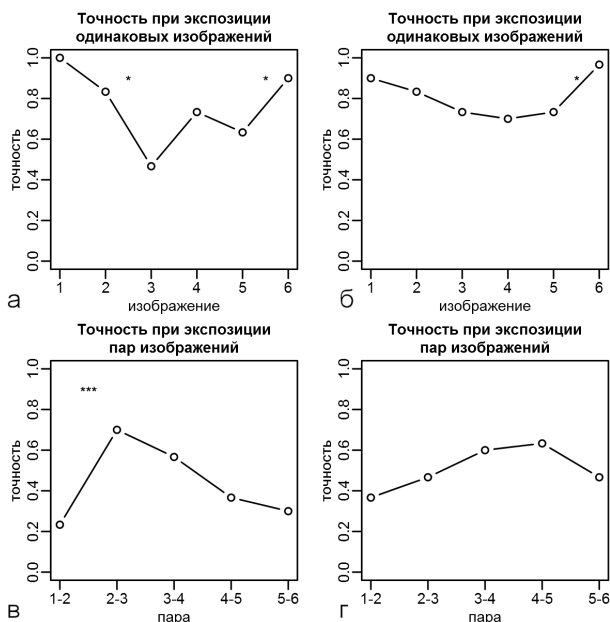 Точность при экспозиции
одинаковых изображений
точность
0.0 0.2 0.4 0.6 0.8 1.0
*
*
1 2 3 4 5 6
изображение
а
Точность при экспозиции
одинаковых изображений
точность
0.0 0.2 0.4 0.6 0.8 1.0
*
1 2 3 4 5 6
изображение
б
Точность при экспозиции
пар изображений
точность
0.0 0.2 0.4 0.6 0.8 1.0
***
1-2 2-3 3-4 4-5 5-6
пара
в
Точность при экспозиции
пар изображений
точность
0.0 0.2 0.4 0.6 0.8 1.0
1-2 2-3 3-4 4-5 5-6
пара
г